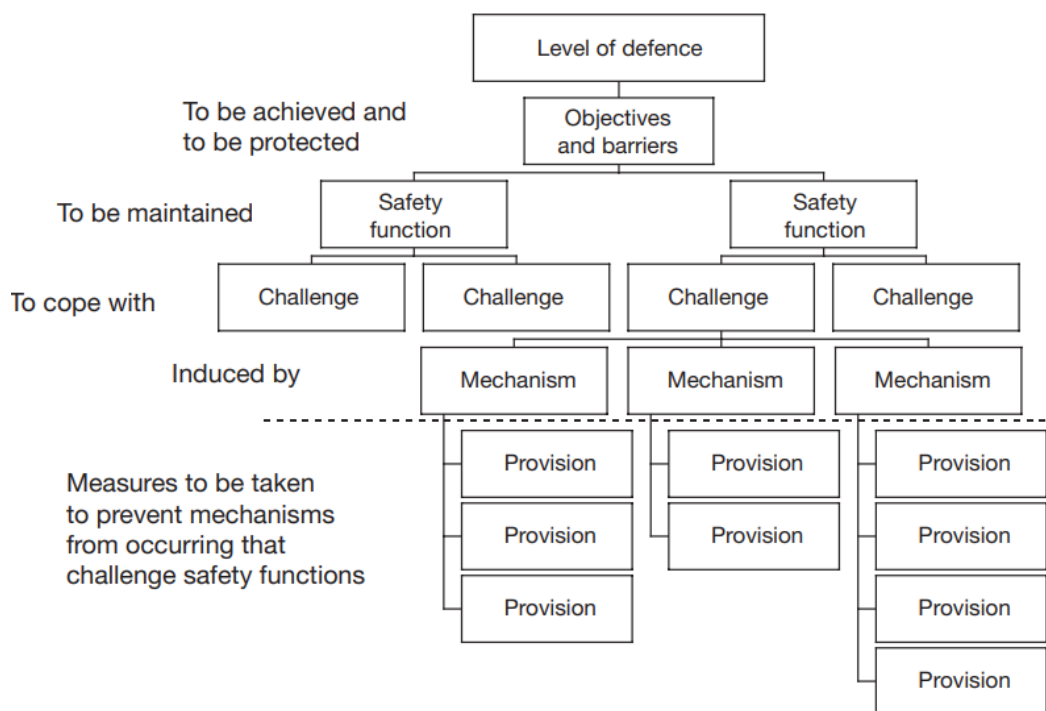 Level of defence
To be achieved and
to be protected
Objectives
and barriers
To be maintained
Safety
function
Safety
function
To cope with
Challenge
Challenge
Challenge
Challenge
Induced by
Mechanism
Mechanism
Mechanism
Measures to be taken
to prevent mechanisms
from occurring that
challenge safety functions
Provision
Provision
Provision
Provision
Provision
Provision
Provision
Provision
Provision